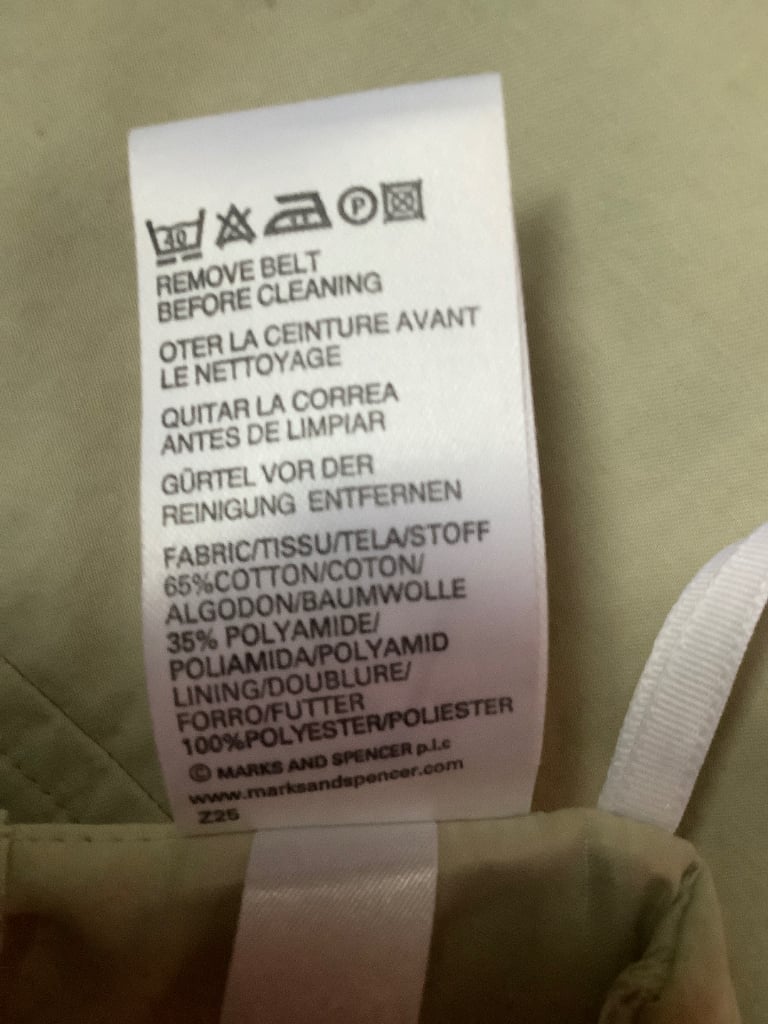 40 P
REMOVE BELT
BEFORE CLEANING
OTER LA CEINTURE AVANT
LE NETTOYAGE
QUITAR LA CORREA
ANTES DE LIMPIAR
GÜRTEL VOR DER
REINIGUNG ENTFERNEN
FABRIC/TISSU/TELA/STOFF
65%COTTON/COTON/
ALGODON/BAUMWOLLE
35% POLYAMIDE/
POLIAMIDA/POLYAMID
LINING/DOUBLURE/
FORRO/FUTTER
100%POLYESTER/POLIESTER
© MARKS AND SPENCER p.l.c
www.marksandspencer.com
Z25